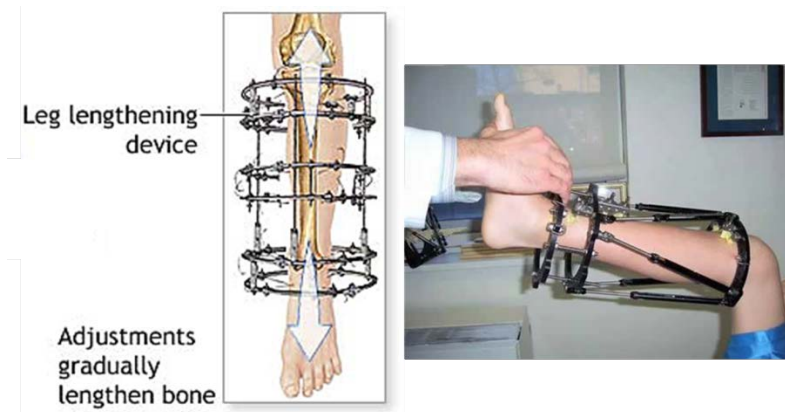 Leg lengthening
device
Adjustments
gradually
lengthen bone